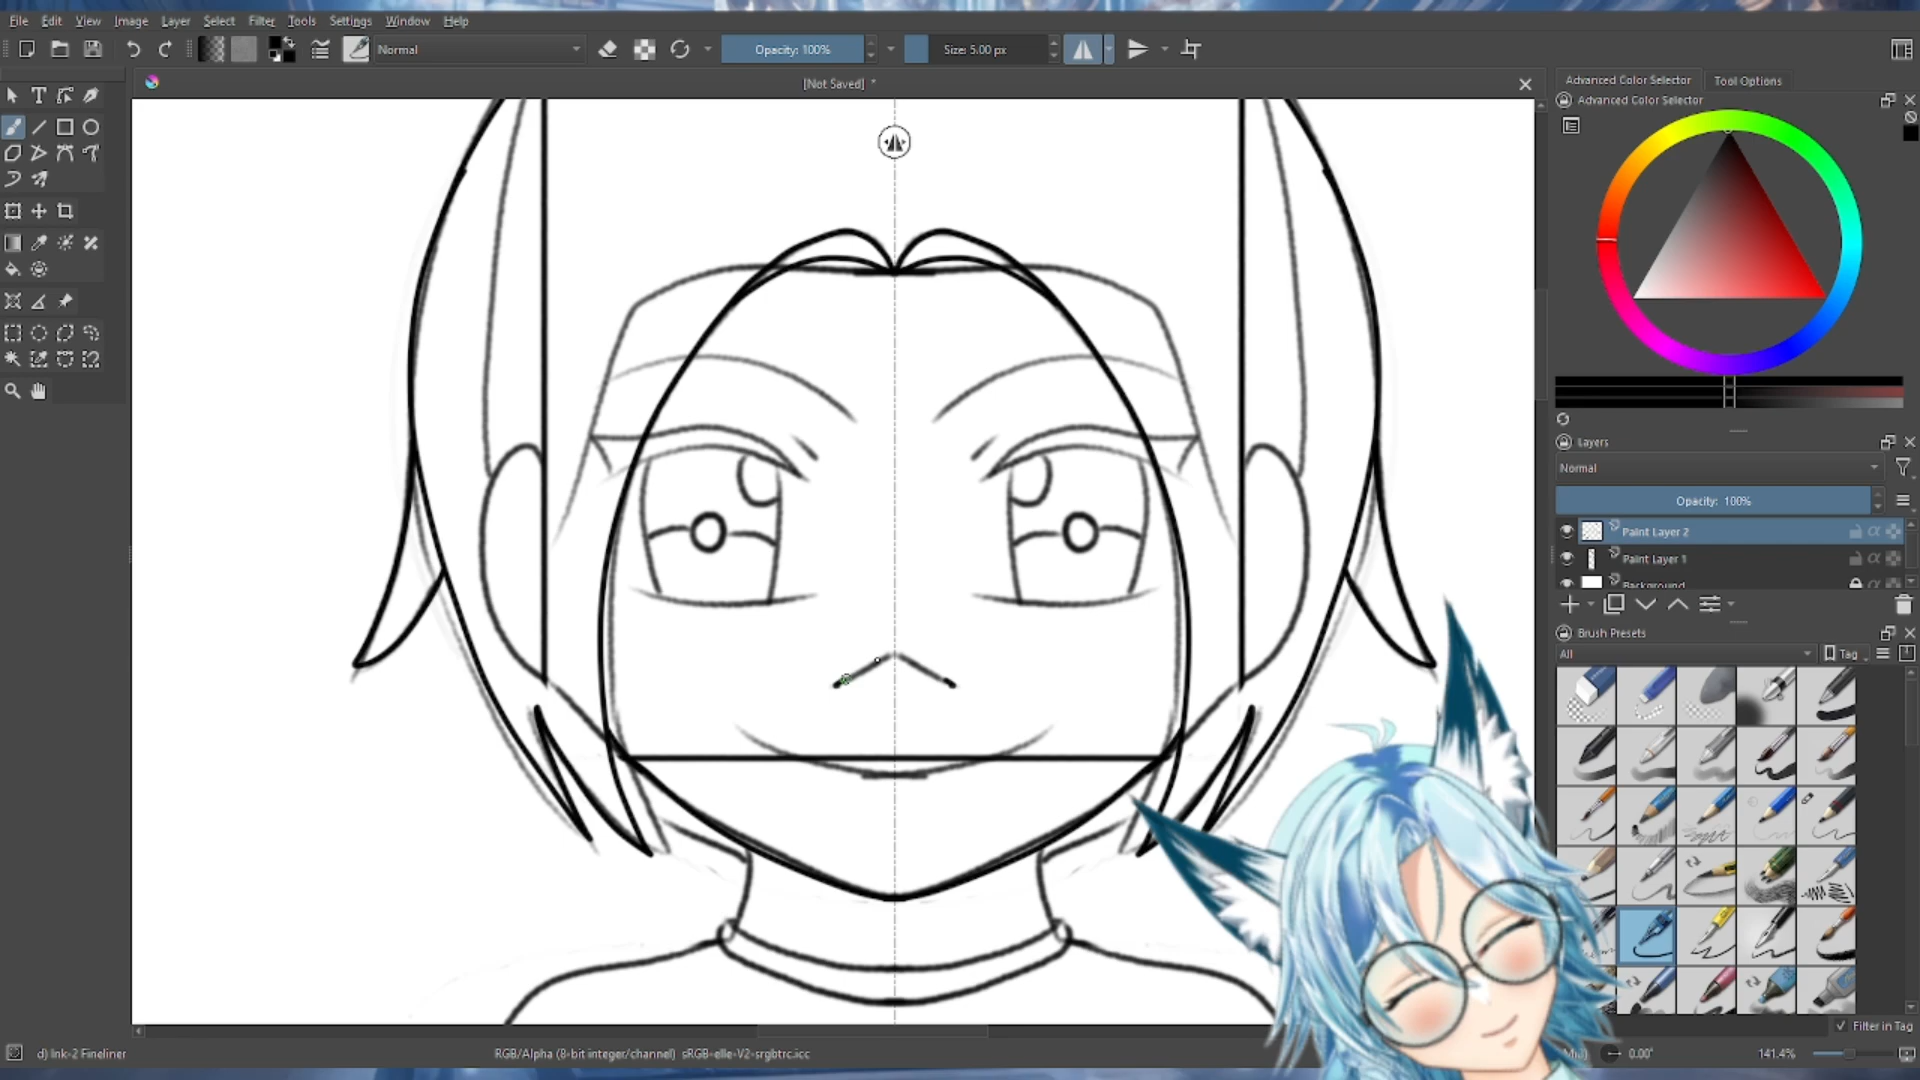 File Edit View Image Layer Select Filter Tools Settings Window Help
Normal Opacity: 100% Size: 5.00 px
[Not Saved] *
Advanced Color Selector Tool Options
Advanced Color Selector
Layers
Normal
Opacity: 100%
Paint Layer 2
Paint Layer 1
Background
Brush Presets
All Tag
Filter in Tag
d) Ink-2 Fineliner RGB/Alpha (8-bit integer/channel) sRGB-elle-V2-srgbtrc.icc 0.00° 141.4%